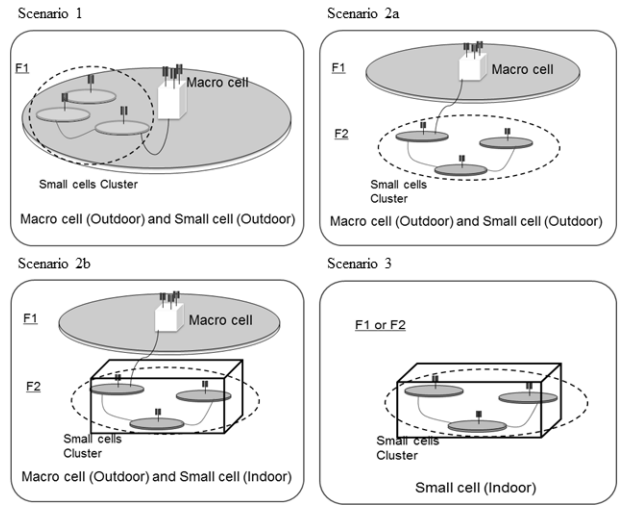 Scenario 1
F1
Macro cell
Small cells Cluster
Macro cell (Outdoor) and Small cell (Outdoor)
Scenario 2a
F1
Macro cell
F2
Small cells
Cluster
Macro cell (Outdoor) and Small cell (Outdoor)
Scenario 2b
F1
Macro cell
F2
Small cells
Cluster
Macro cell (Outdoor) and Small cell (Indoor)
Scenario 3
F1 or F2
Small cells
Cluster
Small cell (Indoor)